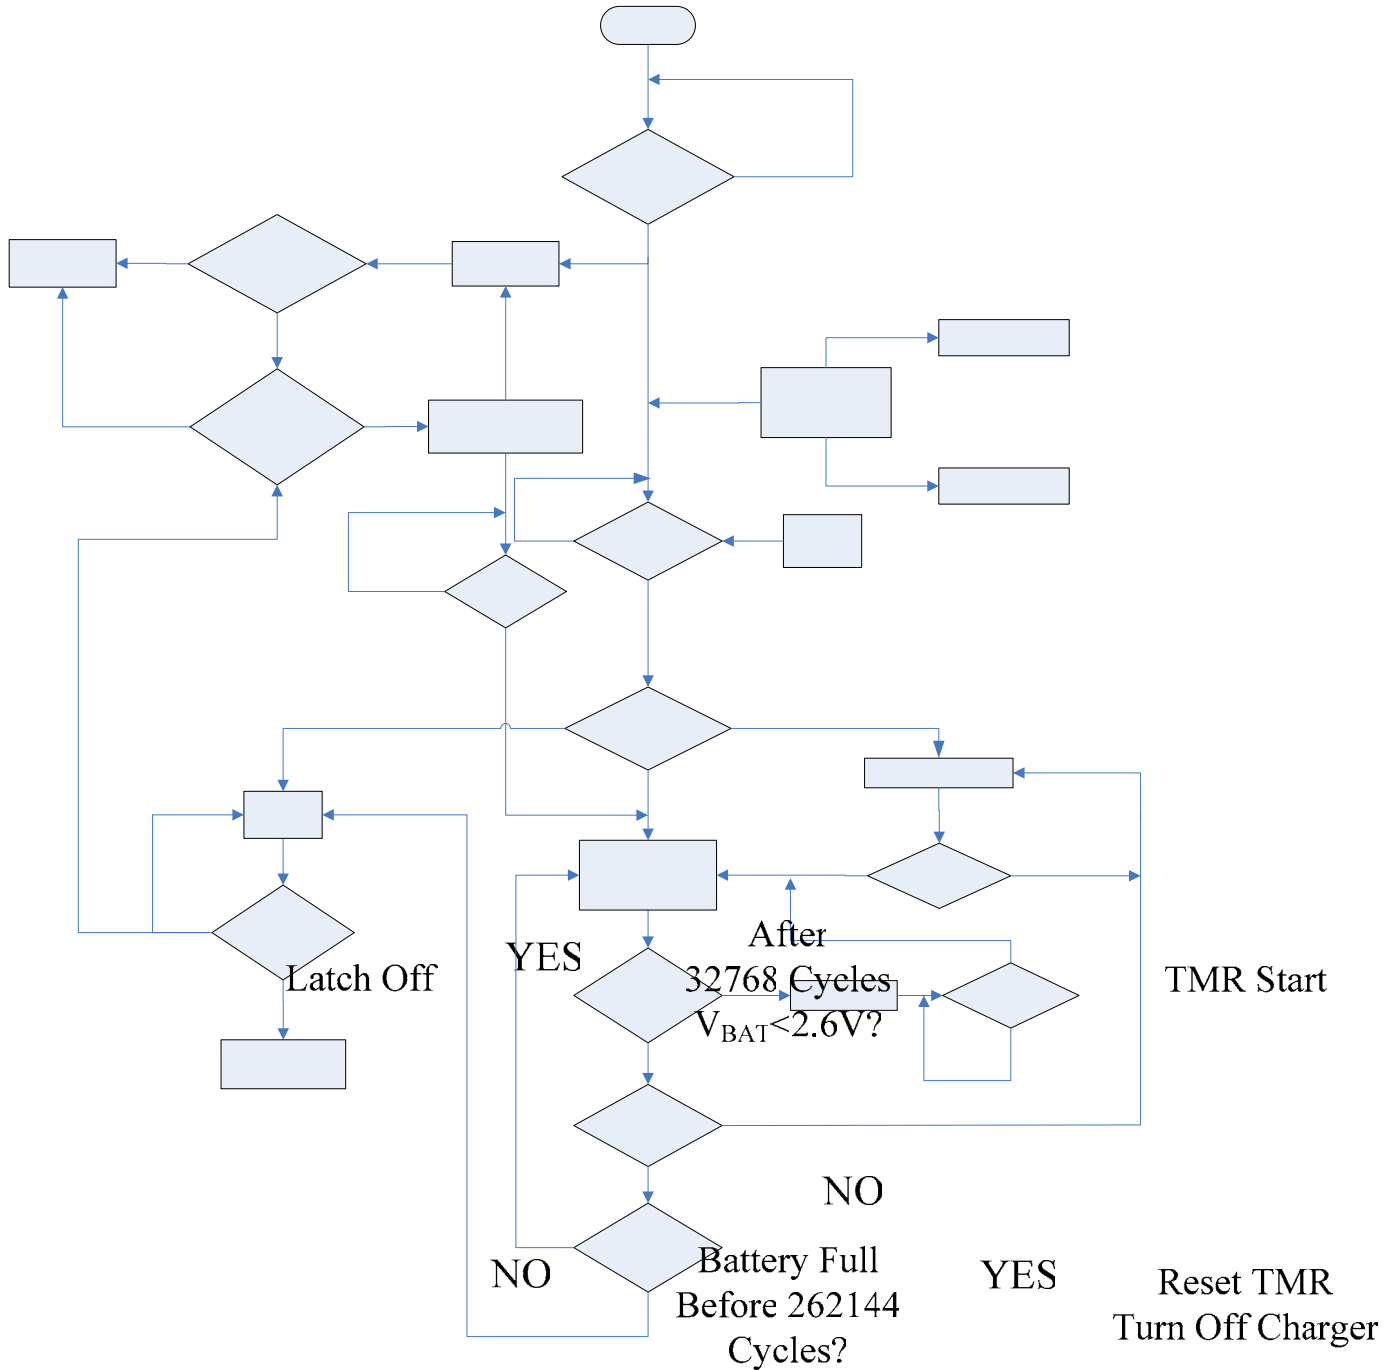 YES
After
Latch Off
32768 Cycles
TMR Start
VBAT<2.6V?
NO
Battery Full
NO
YES
Reset TMR
Before 262144
Turn Off Charger
Cycles?